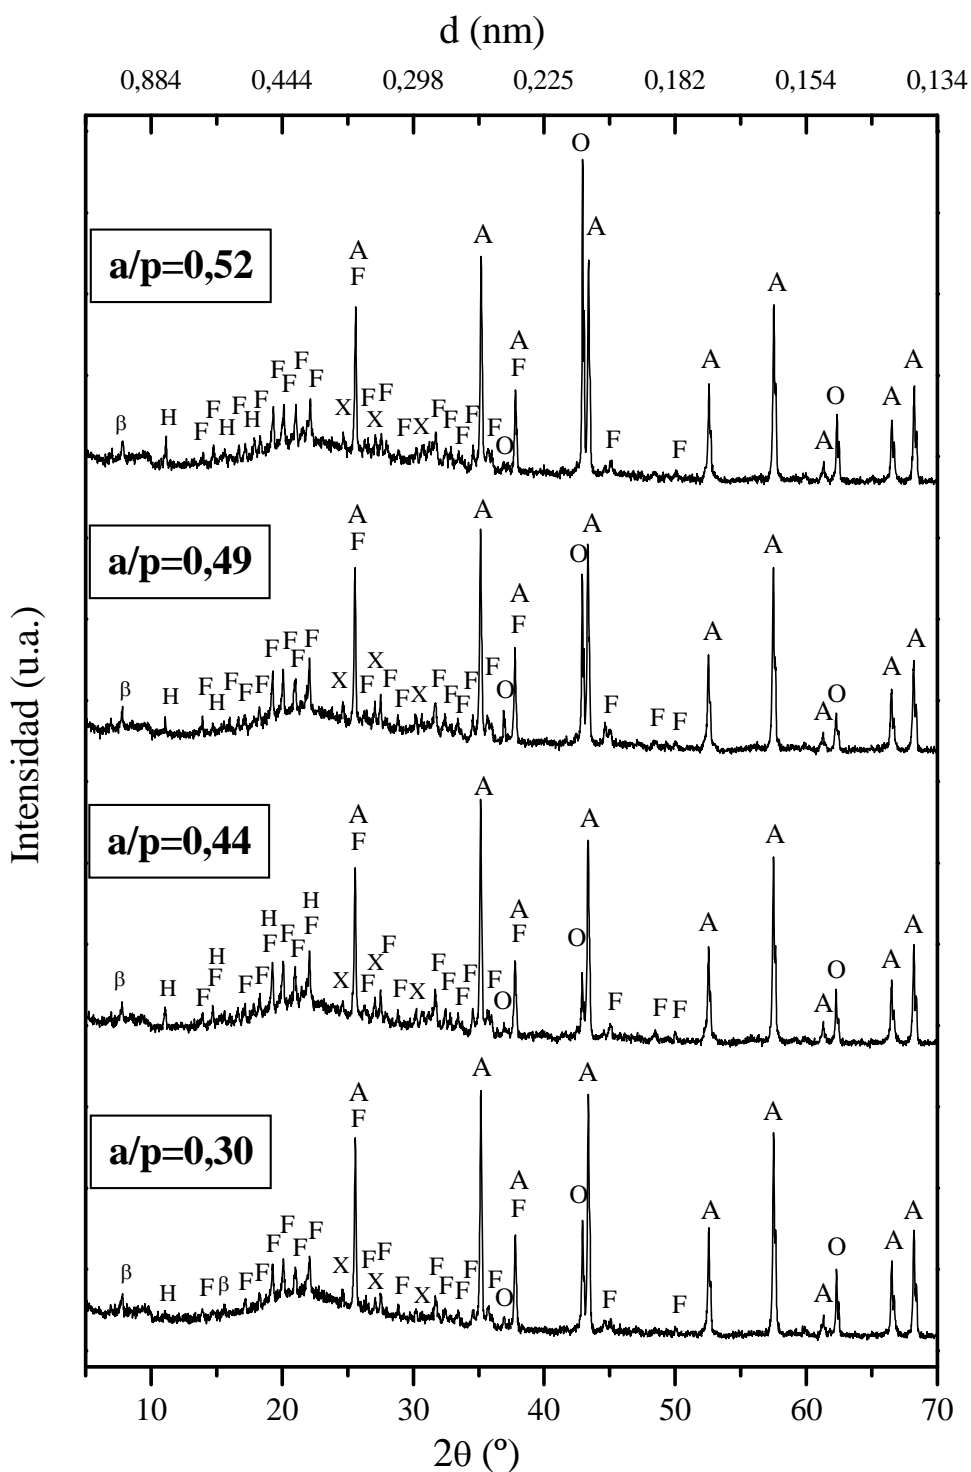 d (nm)
0,884 0,444 0,298 0,225 0,182 0,154 0,134
a/p=0,52
β H F F X F H F F F F F X A F F X F F X F F F F F O A A F O A F F A A A O A A
a/p=0,49
β H F H F F F F F F F X A F F X F F X F F F F F O A A F O A F F F A A A O A A
a/p=0,44
β H F H F F F H F F F H F X A F F X F F X F F F F F O A A F O A F F F A A A O A A
a/p=0,30
β H F β F F F F F F X A F F X F F X F F F F F O A A F O A F F A A A O A A
Intensidad (u.a.)
10 20 30 40 50 60 70
2θ (º)